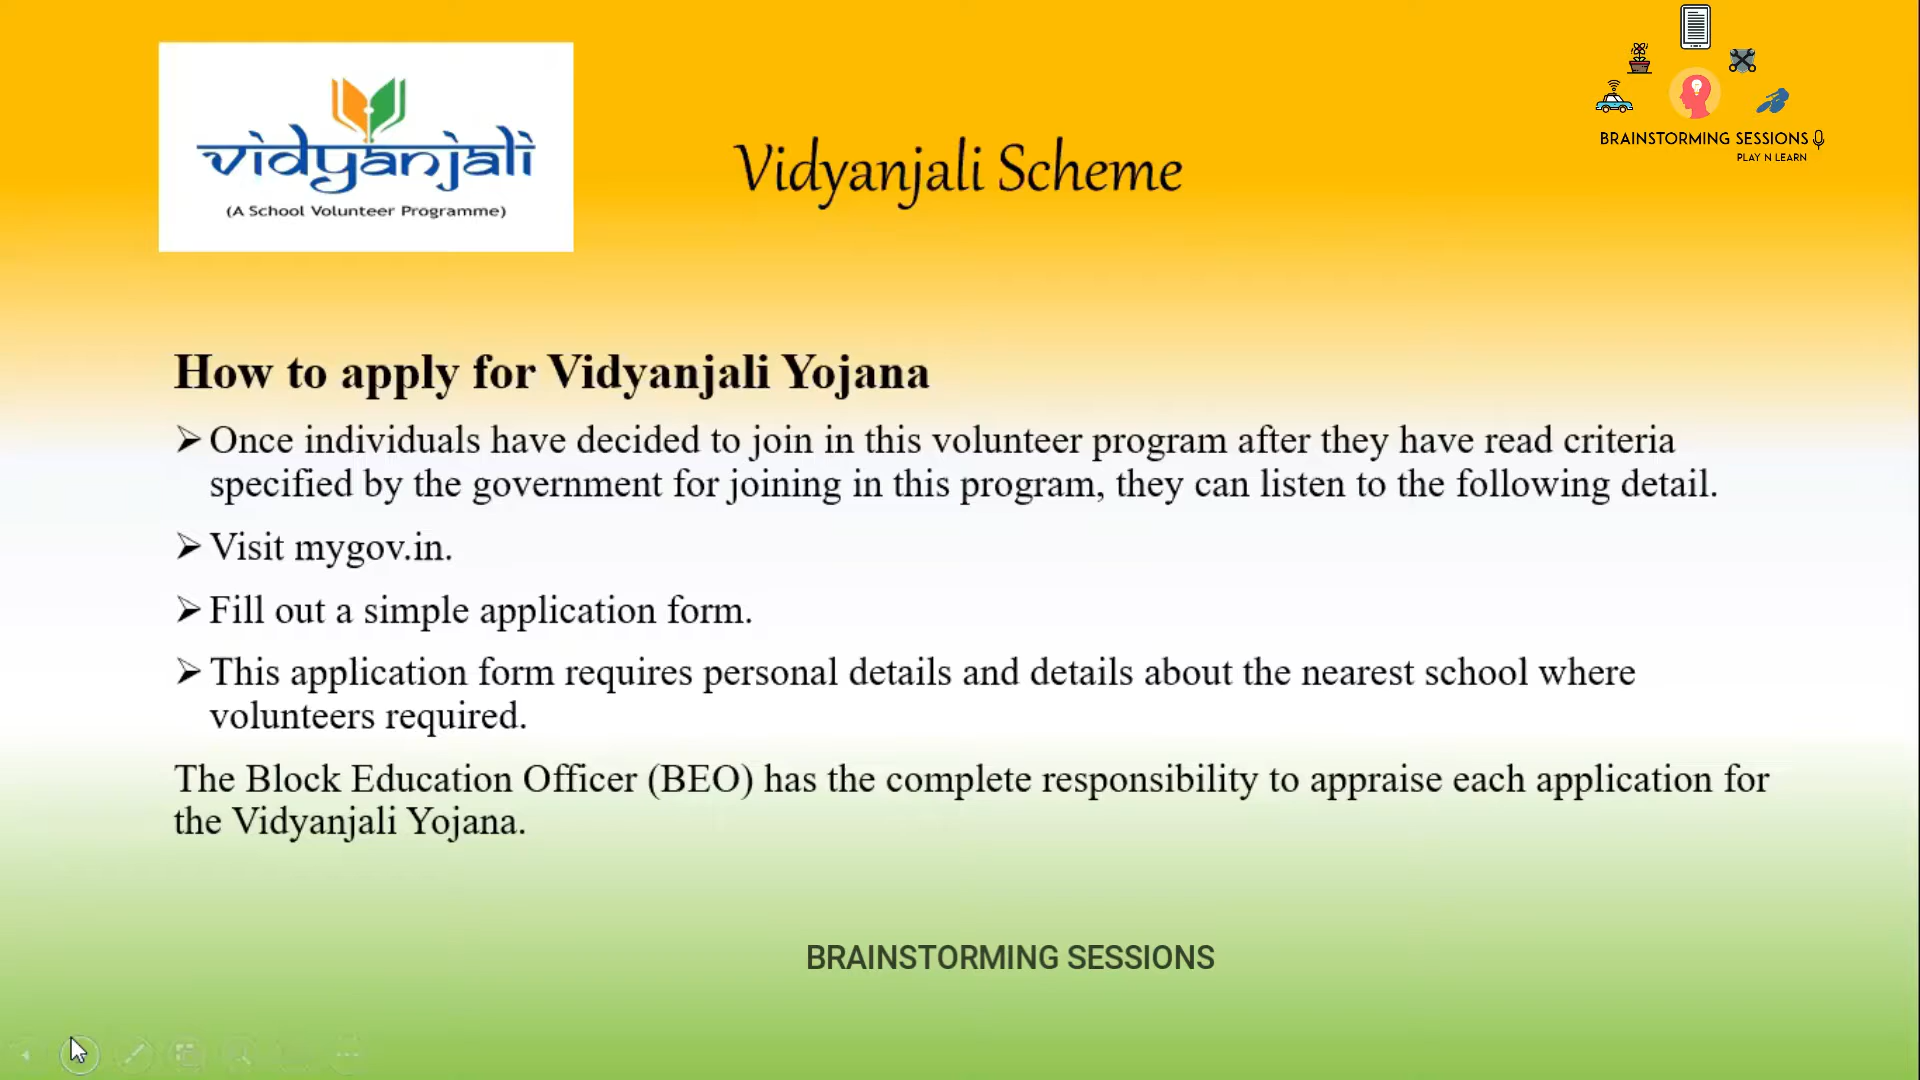 vidyanjali
(A School Volunteer Programme)
Vidyanjali Scheme
BRAINSTORMING SESSIONS
PLAY N LEARN
How to apply for Vidyanjali Yojana
➢ Once individuals have decided to join in this volunteer program after they have read criteria
specified by the government for joining in this program, they can listen to the following detail.
➢ Visit mygov.in.
➢ Fill out a simple application form.
➢ This application form requires personal details and details about the nearest school where
volunteers required.
The Block Education Officer (BEO) has the complete responsibility to appraise each application for
the Vidyanjali Yojana.
BRAINSTORMING SESSIONS